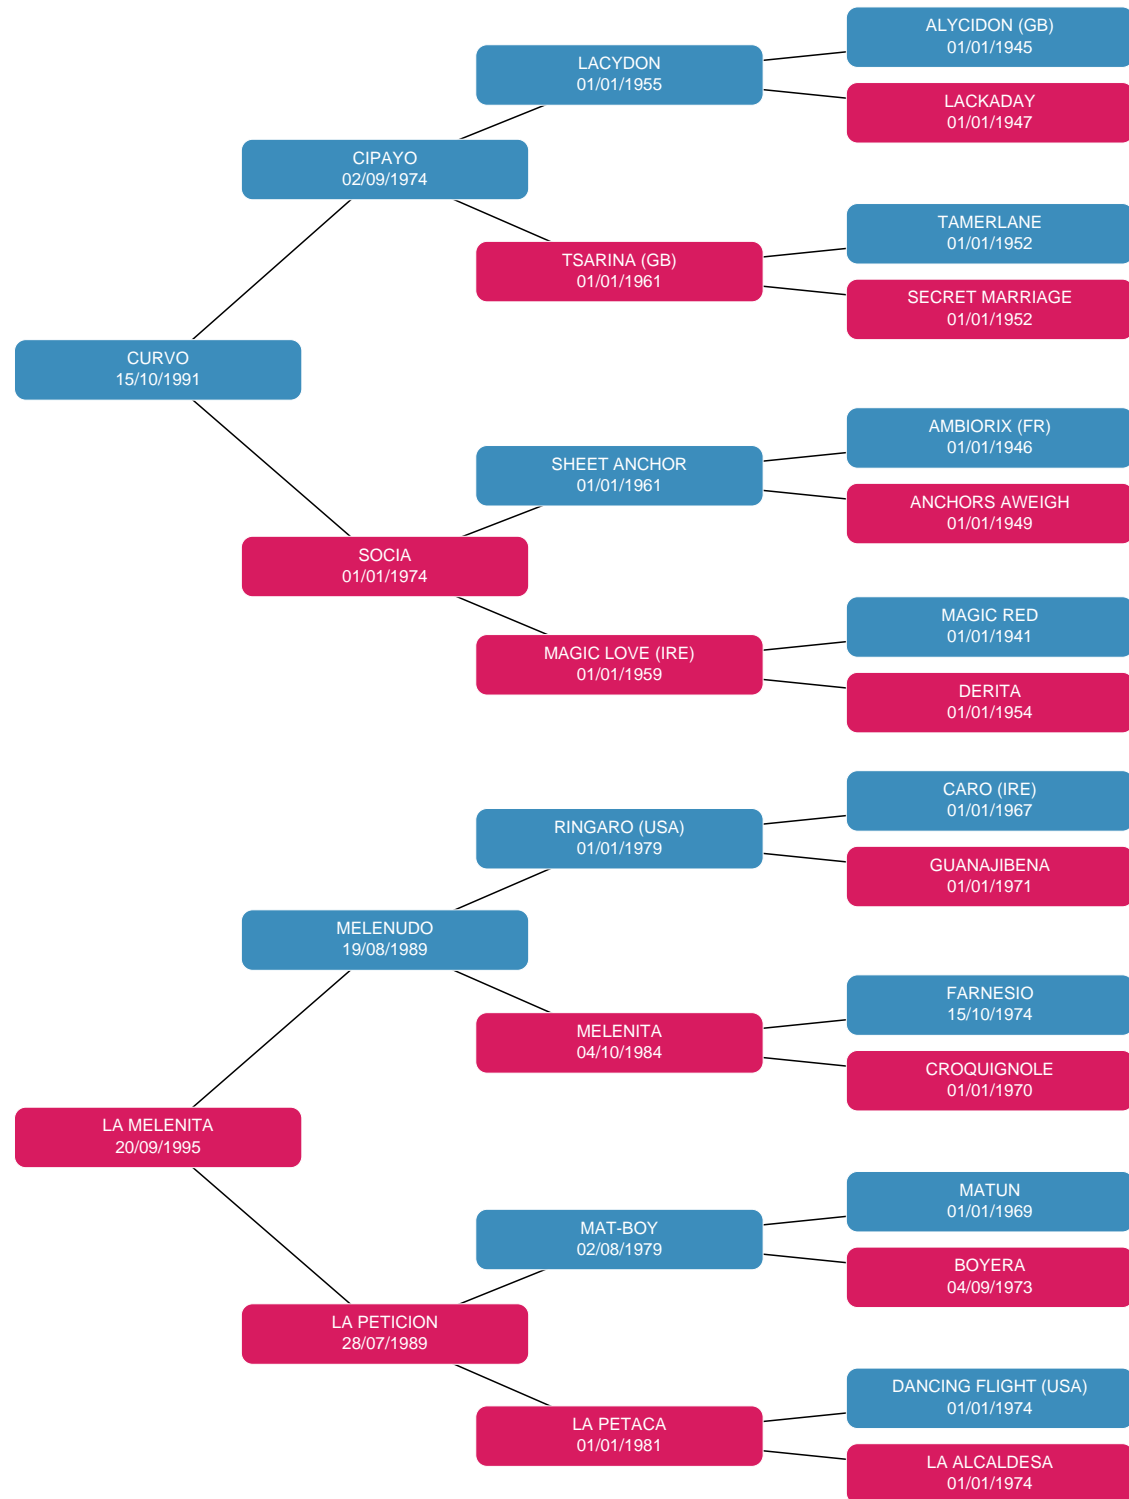 ALYCIDON (GB)
01/01/1945
LACYDON
01/01/1955
LACKADAY
01/01/1947
CIPAYO
02/09/1974
TAMERLANE
01/01/1952
TSARINA (GB)
01/01/1961
SECRET MARRIAGE
01/01/1952
CURVO
15/10/1991
AMBIORIX (FR)
01/01/1946
SHEET ANCHOR
01/01/1961
ANCHORS AWEIGH
01/01/1949
SOCIA
01/01/1974
MAGIC RED
01/01/1941
MAGIC LOVE (IRE)
01/01/1959
DERITA
01/01/1954
CARO (IRE)
01/01/1967
RINGARO (USA)
01/01/1979
GUANAJIBENA
01/01/1971
MELENUDO
19/08/1989
FARNESIO
15/10/1974
MELENITA
04/10/1984
CROQUIGNOLE
01/01/1970
LA MELENITA
20/09/1995
MATUN
01/01/1969
MAT-BOY
02/08/1979
BOYERA
04/09/1973
LA PETICION
28/07/1989
DANCING FLIGHT (USA)
01/01/1974
LA PETACA
01/01/1981
LA ALCALDESA
01/01/1974